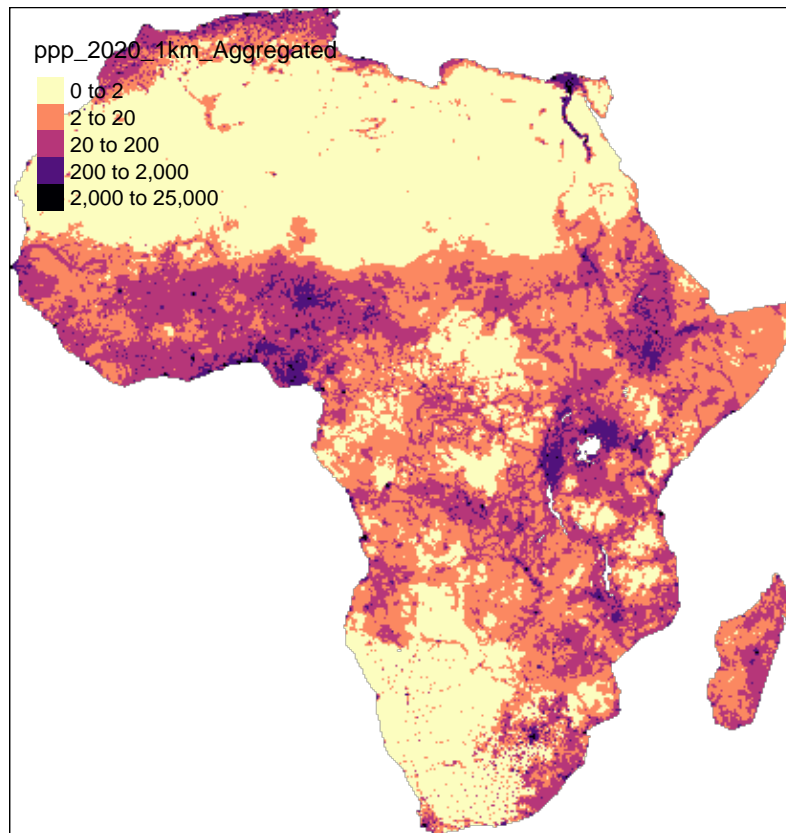 ppp_2020_1km_Aggregated
0 to 2
2 to 20
20 to 200
200 to 2,000
2,000 to 25,000